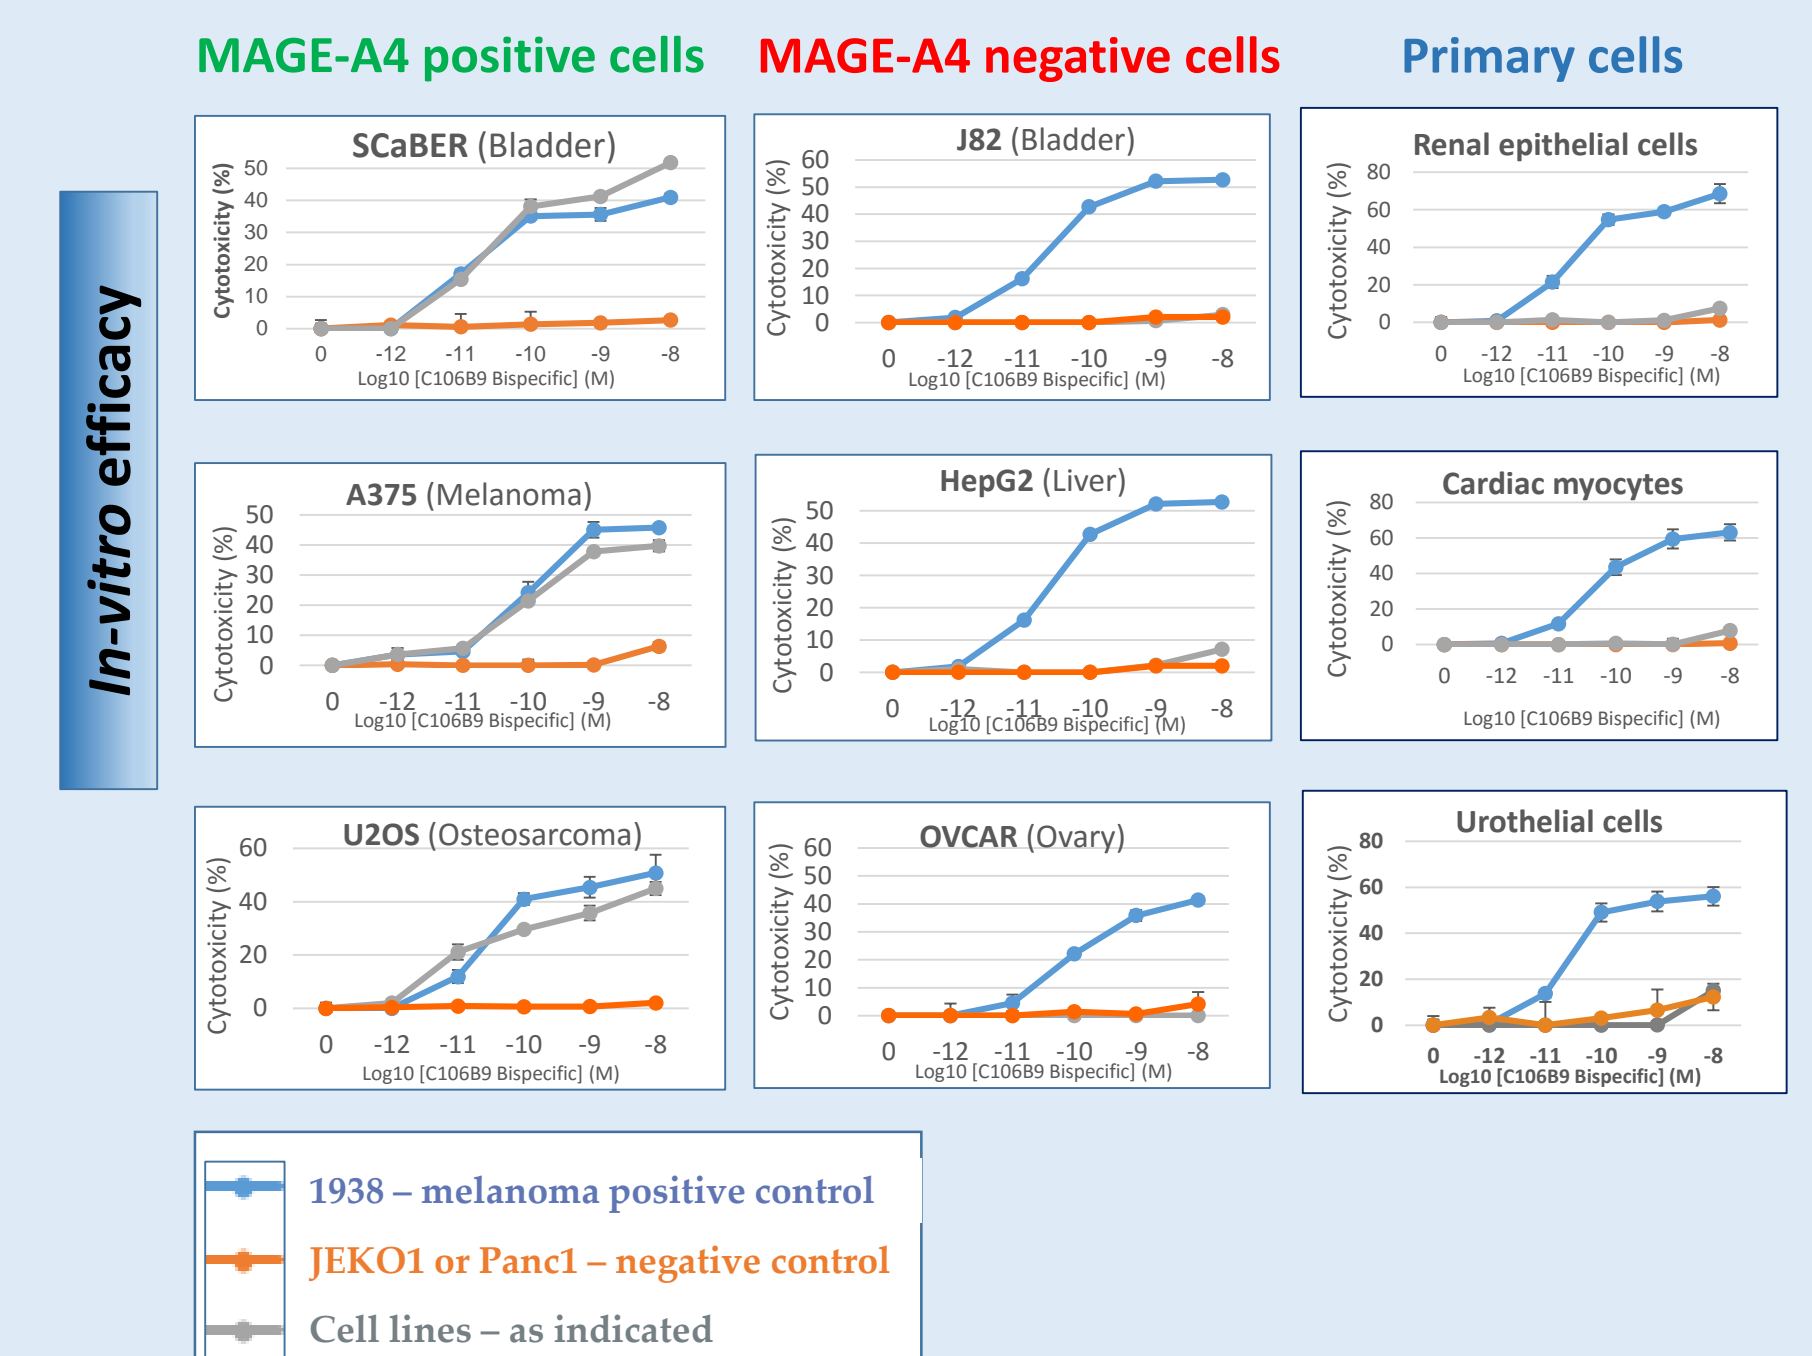 MAGE-A4 positive cells
MAGE-A4 negative cells
Primary cells
In-vitro efficacy
SCaBER (Bladder)
Cytotoxicity (%)
50
40
30
20
10
0
0 -12 -11 -10 -9 -8
Log10 [C106B9 Bispecific] (M)
J82 (Bladder)
Cytotoxicity (%)
60
50
40
30
20
10
0
0 -12 -11 -10 -9 -8
Log10 [C106B9 Bispecific] (M)
Renal epithelial cells
Cytotoxicity (%)
80
60
40
20
0
0 -12 -11 -10 -9 -8
Log10 [C106B9 Bispecific] (M)
A375 (Melanoma)
Cytotoxicity (%)
50
40
30
20
10
0
0 -12 -11 -10 -9 -8
Log10 [C106B9 Bispecific] (M)
HepG2 (Liver)
Cytotoxicity (%)
50
40
30
20
10
0
0 -12 -11 -10 -9 -8
Log10 [C106B9 Bispecific] (M)
Cardiac myocytes
Cytotoxicity (%)
80
60
40
20
0
0 -12 -11 -10 -9 -8
Log10 [C106B9 Bispecific] (M)
U2OS (Osteosarcoma)
Cytotoxicity (%)
60
40
20
0
0 -12 -11 -10 -9 -8
Log10 [C106B9 Bispecific] (M)
OVCAR (Ovary)
Cytotoxicity (%)
60
50
40
30
20
10
0
0 -12 -11 -10 -9 -8
Log10 [C106B9 Bispecific] (M)
Urothelial cells
Cytotoxicity (%)
80
60
40
20
0
0 -12 -11 -10 -9 -8
Log10 [C106B9 Bispecific] (M)
1938 – melanoma positive control
JEKO1 or Panc1 – negative control
Cell lines – as indicated